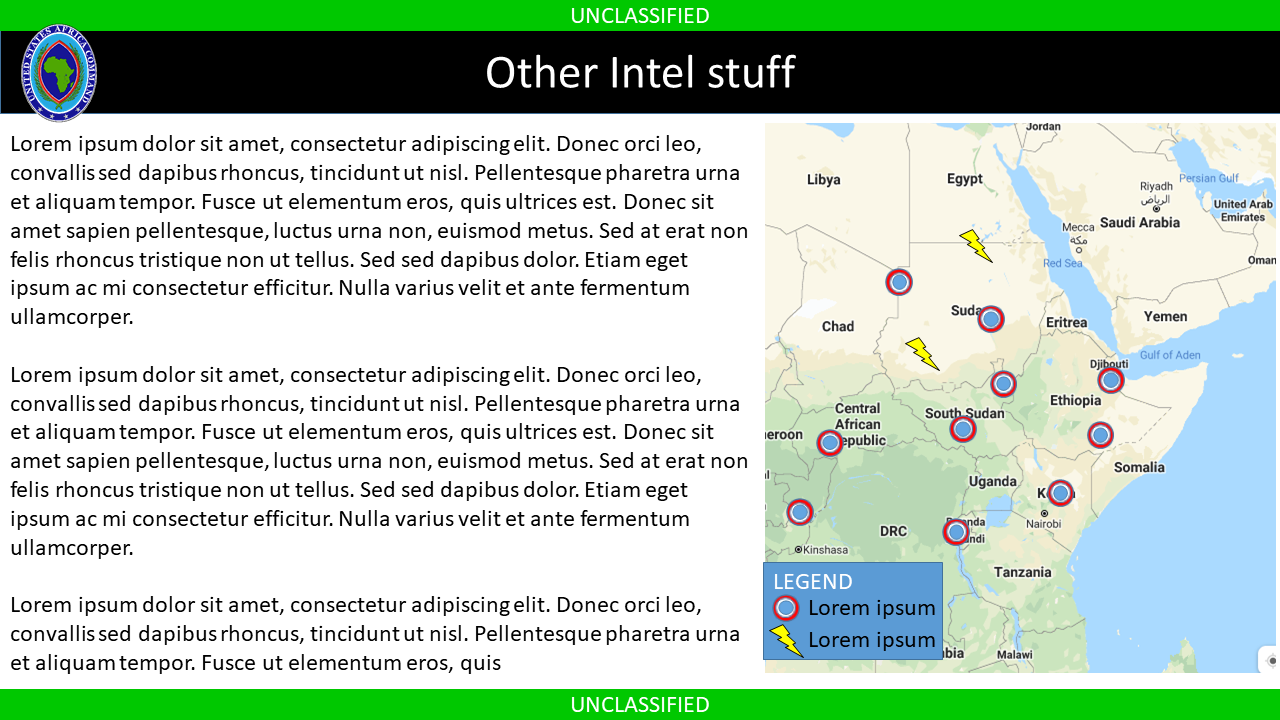 UNCLASSIFIED
UNITED STATES AFRICA COMMAND
Other Intel stuff
Lorem ipsum dolor sit amet, consectetur adipiscing elit. Donec orci leo,
convallis sed dapibus rhoncus, tincidunt ut nisl. Pellentesque pharetra urna
et aliquam tempor. Fusce ut elementum eros, quis ultrices est. Donec sit
amet sapien pellentesque, luctus urna non, euismod metus. Sed at erat non
felis rhoncus tristique non ut tellus. Sed sed dapibus dolor. Etiam eget
ipsum ac mi consectetur efficitur. Nulla varius velit et ante fermentum
ullamcorper.
Lorem ipsum dolor sit amet, consectetur adipiscing elit. Donec orci leo,
convallis sed dapibus rhoncus, tincidunt ut nisl. Pellentesque pharetra urna
et aliquam tempor. Fusce ut elementum eros, quis ultrices est. Donec sit
amet sapien pellentesque, luctus urna non, euismod metus. Sed at erat non
felis rhoncus tristique non ut tellus. Sed sed dapibus dolor. Etiam eget
ipsum ac mi consectetur efficitur. Nulla varius velit et ante fermentum
ullamcorper.
Lorem ipsum dolor sit amet, consectetur adipiscing elit. Donec orci leo,
convallis sed dapibus rhoncus, tincidunt ut nisl. Pellentesque pharetra urna
et aliquam tempor. Fusce ut elementum eros, quis
Jordan
Libya
Egypt
Persian Gulf
Riyadh
الرياض
United Arab
Emirates
Mecca
مكة
Saudi Arabia
Red Sea
Oman
Chad
Suda
Eritrea
Yemen
Gulf of Aden
Djibouti
Ethiopia
Central
African
epublic
South Sudan
eroon
Somalia
Uganda
K
a
Nairobi
DRC
nda
ndi
Kinshasa
Tanzania
LEGEND
Lorem ipsum
Lorem ipsum
bia
Malawi
UNCLASSIFIED